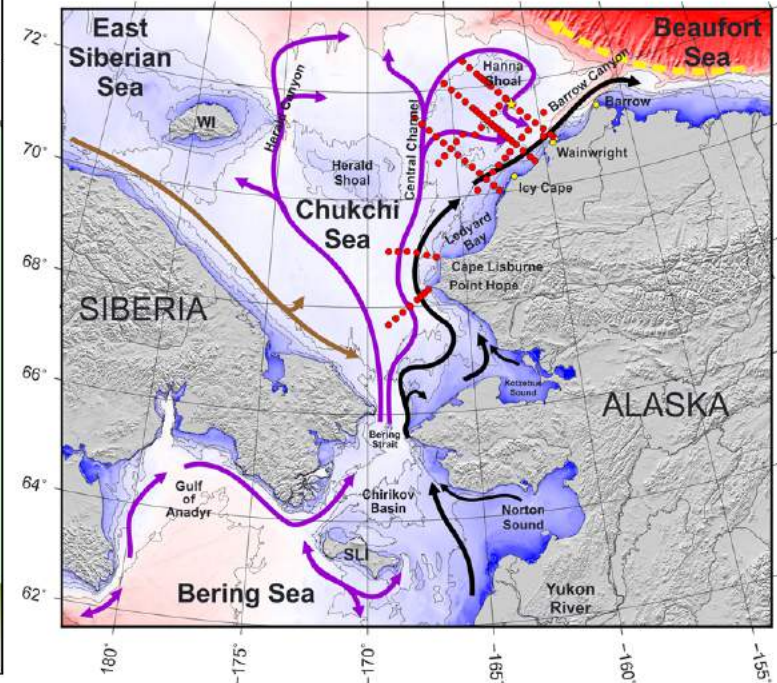 72°
70°
68°
66°
64°
62°
East
Siberian
Sea
Beaufort
Sea
WI
Herald Canyon
Hanna
Shoal
Barrow Canyon
Barrow
Central Channel
Wainwright
Herald
Shoal
Icy Cape
Chukchi
Sea
Ledyard
Bay
Cape Lisburne
Point Hope
SIBERIA
Kotzebue
Sound
ALASKA
Bering
Strait
Gulf
of
Anadyr
Chirikov
Basin
Norton
Sound
SLI
Bering Sea
Yukon
River
180°
-175°
-170°
-165°
-160°
-155°